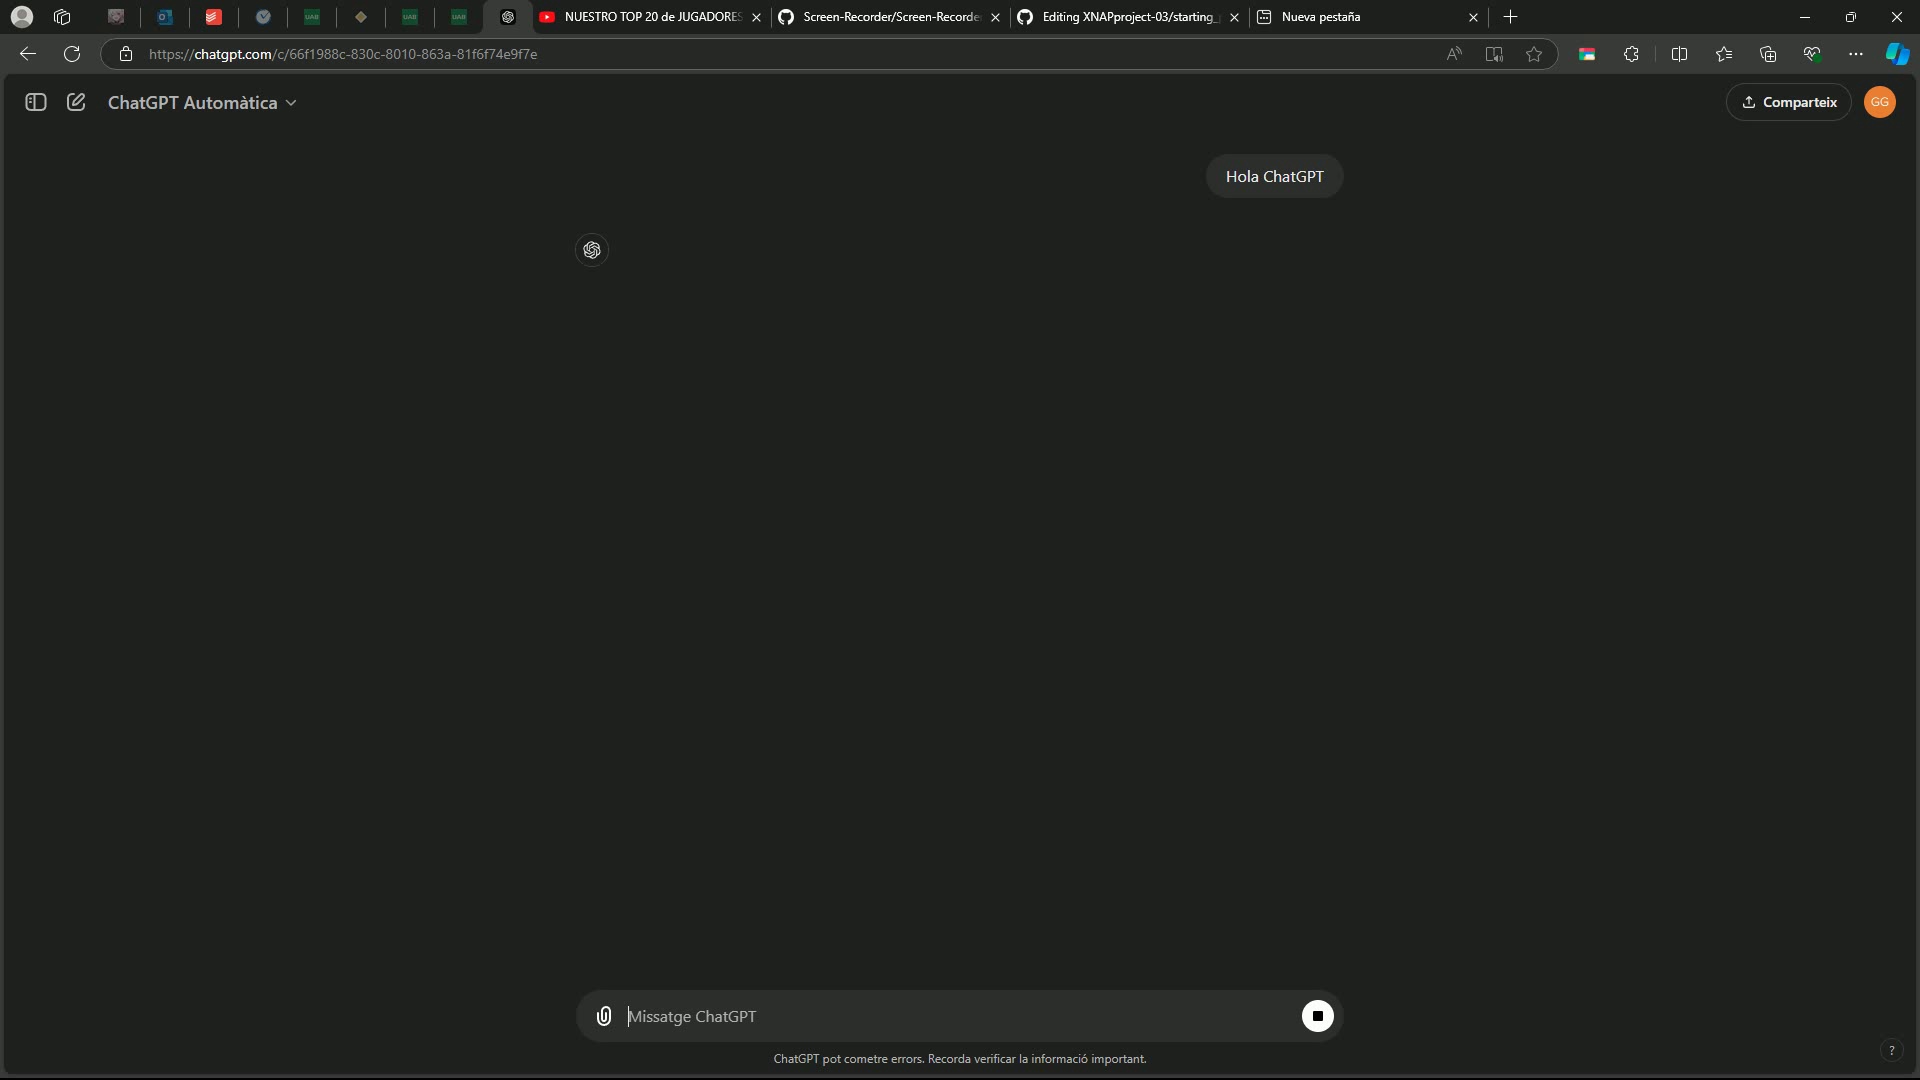 NUESTRO TOP 20 de JUGADORES
Screen-Recorder/Screen-Recorde
Editing XNAPproject-03/starting_
Nueva pestaña
https://chatgpt.com/c/66f1988c-830c-8010-863a-81f6f74e9f7e
ChatGPT Automàtica
Comparteix
GG
Hola ChatGPT
Missatge ChatGPT
ChatGPT pot cometre errors. Recorda verificar la informació important.
?